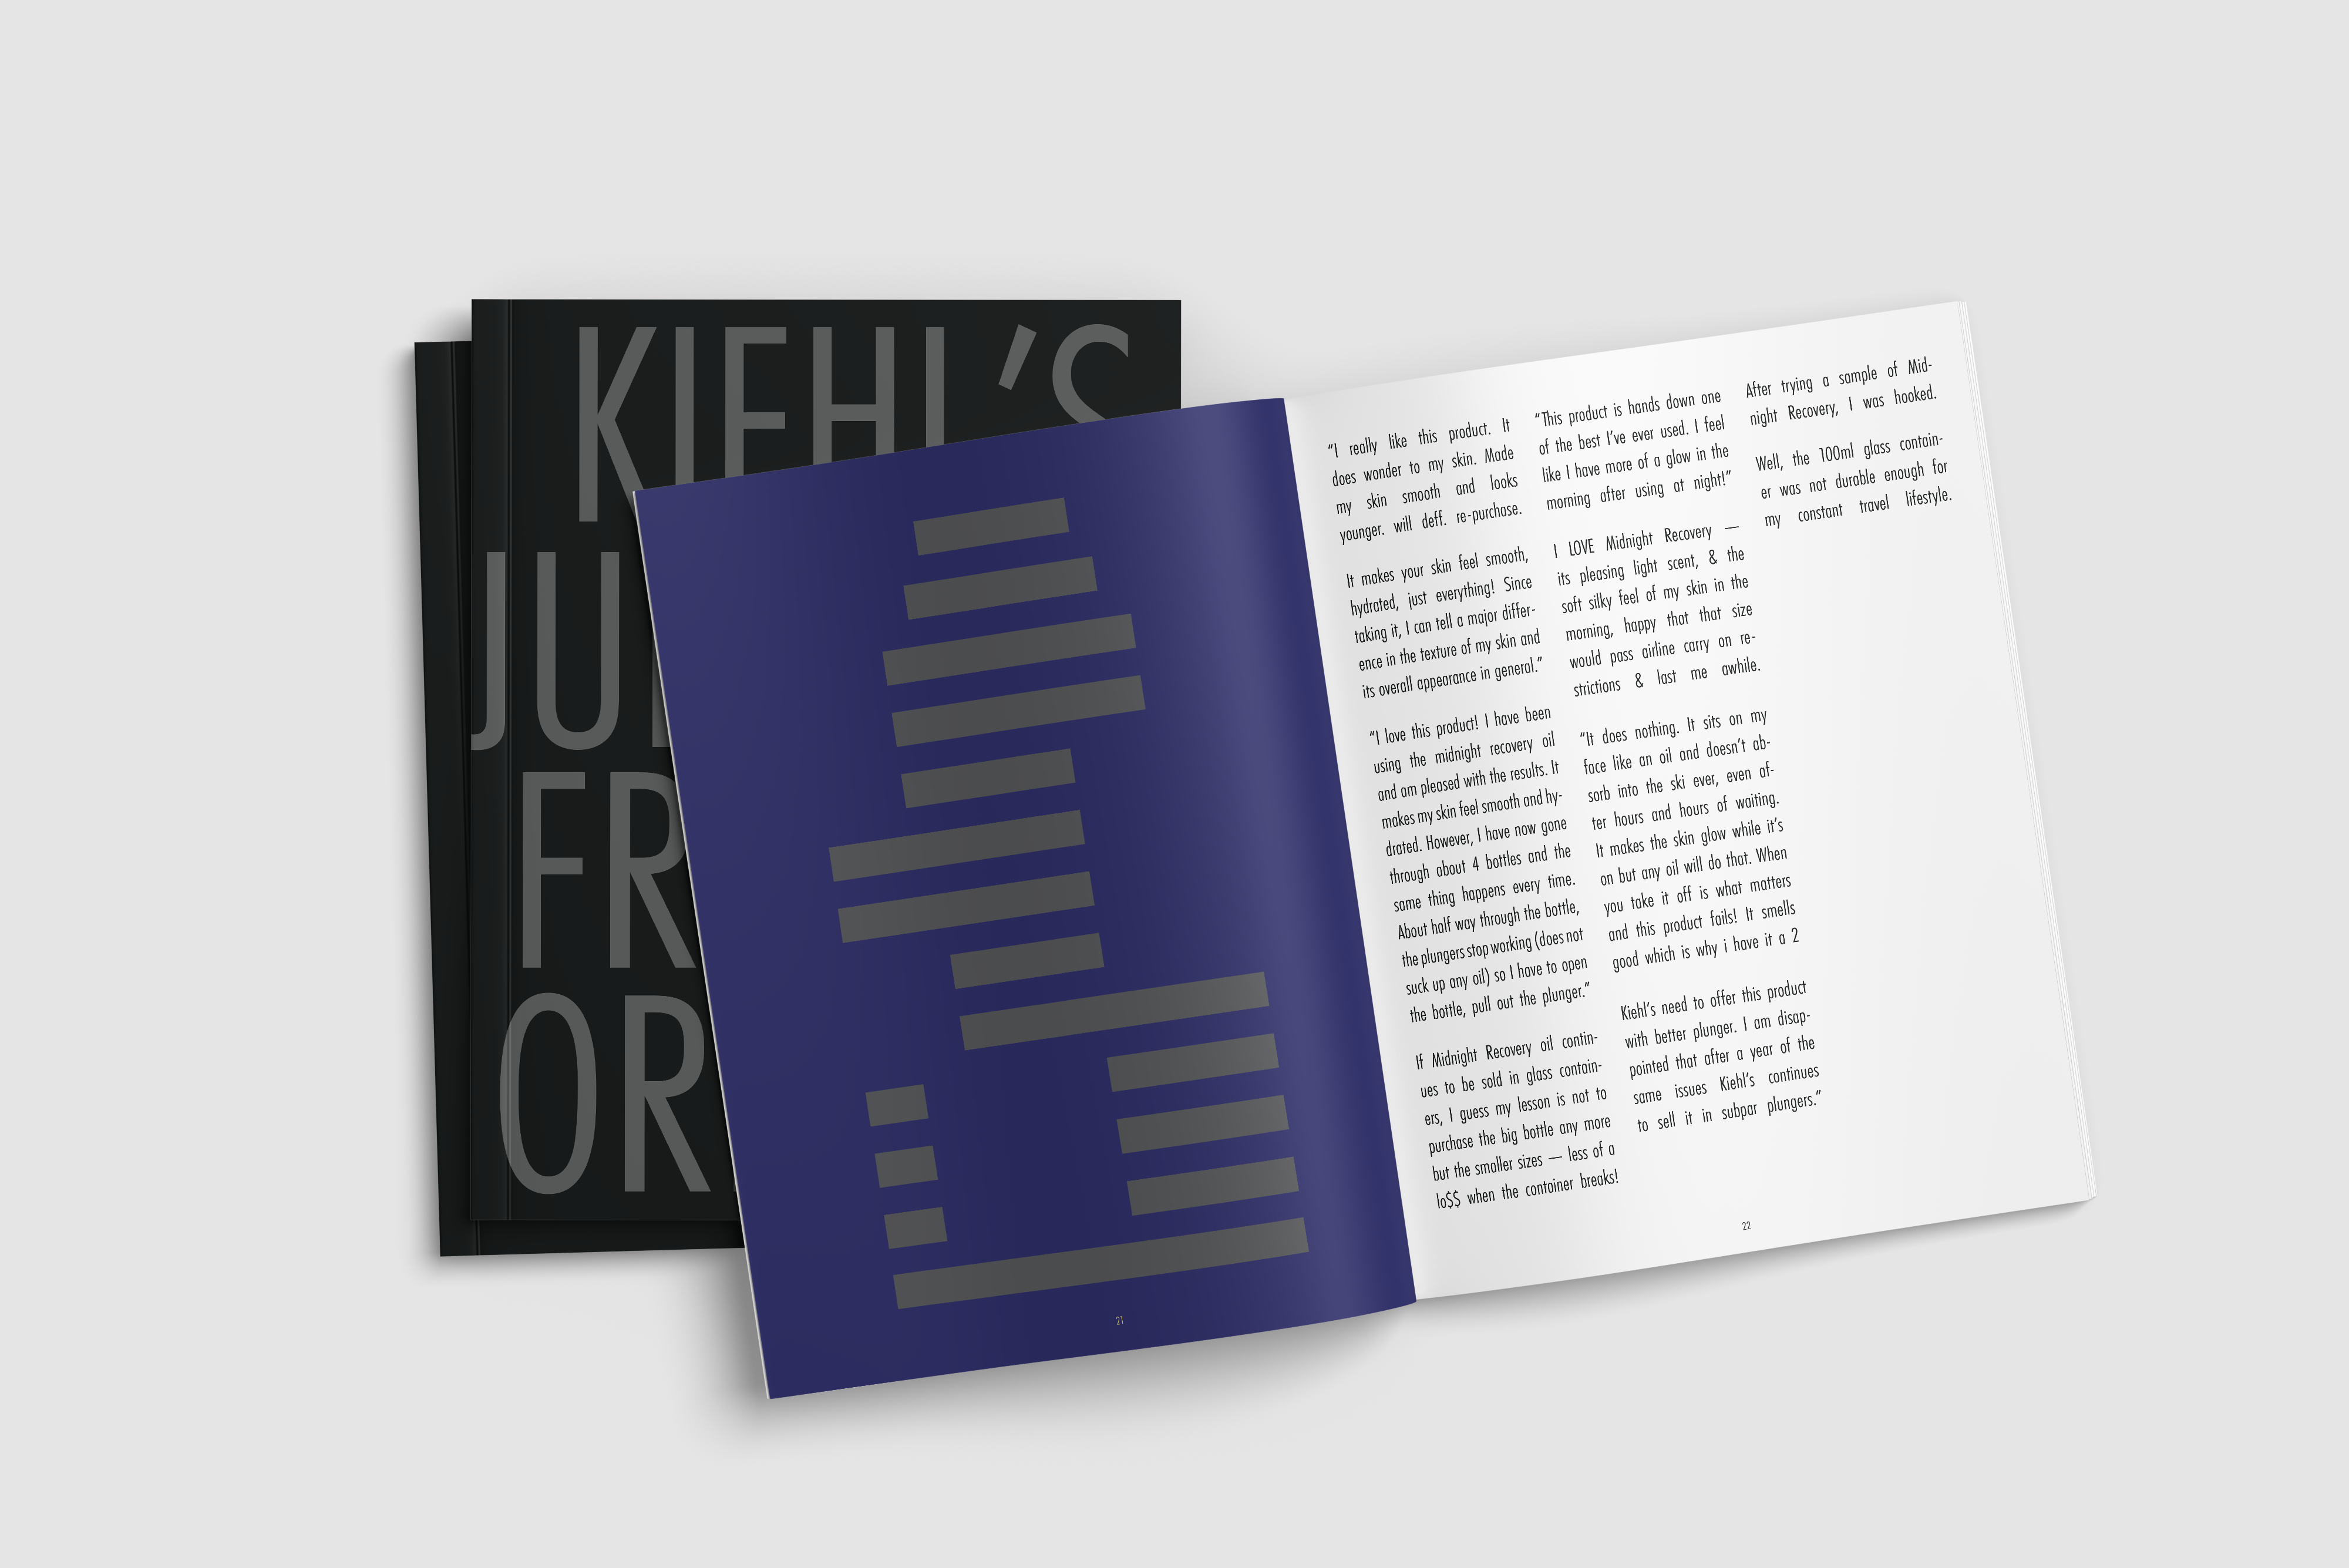 KIEHL'S
JU
FR
OR
21
“I really like this product. It
does wonder to my skin. Made
my skin smooth and looks
younger. will deff. re-purchase.
It makes your skin feel smooth,
hydrated, just everything! Since
taking it, I can tell a major differ-
ence in the texture of my skin and
its overall appearance in general.”
“I love this product! I have been
using the midnight recovery oil
and am pleased with the results. It
makes my skin feel smooth and hy-
drated. However, I have now gone
through about 4 bottles and the
same thing happens every time.
About half way through the bottle,
the plungers stop working (does not
suck up any oil) so I have to open
the bottle, pull out the plunger.”
If Midnight Recovery oil contin-
ues to be sold in glass contain-
ers, I guess my lesson is not to
purchase the big bottle any more
but the smaller sizes — less of a
lo$$ when the container breaks!
“This product is hands down one
of the best I’ve ever used. I feel
like I have more of a glow in the
morning after using at night!”
I LOVE Midnight Recovery —
its pleasing light scent, & the
soft silky feel of my skin in the
morning, happy that that size
would pass airline carry on re-
strictions & last me awhile.
“It does nothing. It sits on my
face like an oil and doesn’t ab-
sorb into the ski ever, even af-
ter hours and hours of waiting.
It makes the skin glow while it’s
on but any oil will do that. When
you take it off is what matters
and this product fails! It smells
good which is why i have it a 2
Kiehl’s need to offer this product
with better plunger. I am disap-
pointed that after a year of the
same issues Kiehl’s continues
to sell it in subpar plungers.”
After trying a sample of Mid-
night Recovery, I was hooked.
Well, the 100ml glass contain-
er was not durable enough for
my constant travel lifestyle.
22